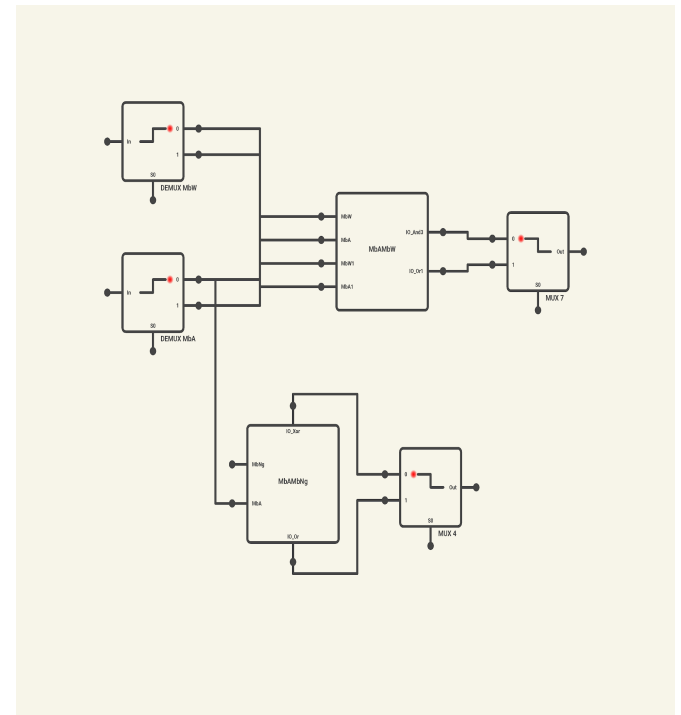 In
0
1
S0
DEMUX MbW
MbW
MbA
MbW1
MbA1
MbAMbW
IO_And3
IO_Or1
0
1
Out
S0
MUX 7
In
0
1
S0
DEMUX MbA
IO_Xor
MbNg
MbA
MbAMbNg
IO_Or
0
1
Out
S0
MUX 4